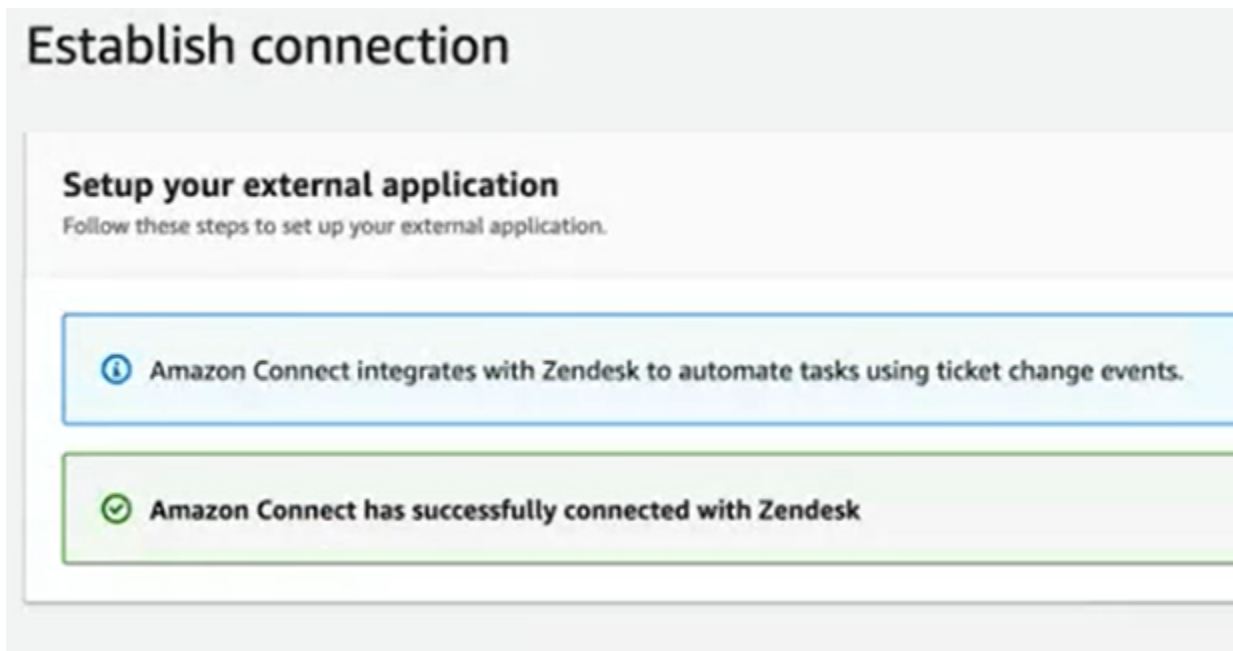 Establish connection
Setup your external application
Follow these steps to set up your external application.
Amazon Connect integrates with Zendesk to automate tasks using ticket change events.
Amazon Connect has successfully connected with Zendesk